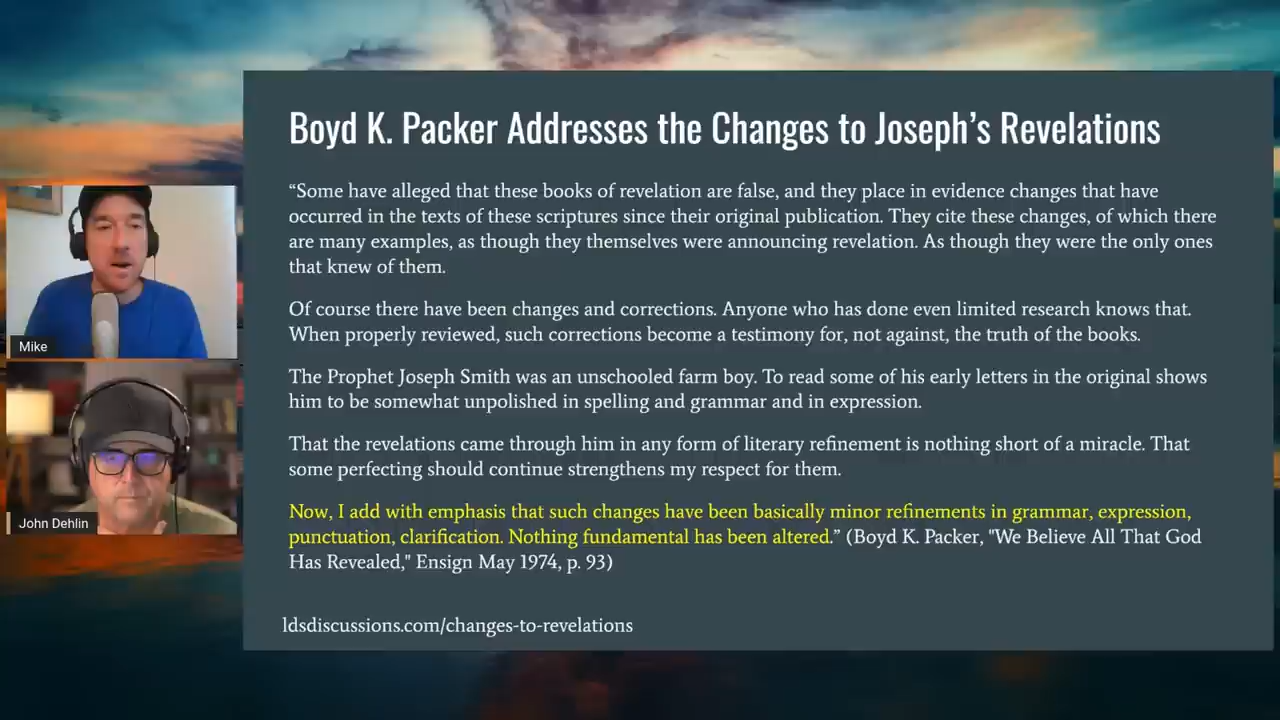 Boyd K. Packer Addresses the Changes to Joseph’s Revelations
“Some have alleged that these books of revelation are false, and they place in evidence changes that have
occurred in the texts of these scriptures since their original publication. They cite these changes, of which there
are many examples, as though they themselves were announcing revelation. As though they were the only ones
that knew of them.
Of course there have been changes and corrections. Anyone who has done even limited research knows that.
When properly reviewed, such corrections become a testimony for, not against, the truth of the books.
The Prophet Joseph Smith was an unschooled farm boy. To read some of his early letters in the original shows
him to be somewhat unpolished in spelling and grammar and in expression.
That the revelations came through him in any form of literary refinement is nothing short of a miracle. That
some perfecting should continue strengthens my respect for them.
Now, I add with emphasis that such changes have been basically minor refinements in grammar, expression,
punctuation, clarification. Nothing fundamental has been altered.” (Boyd K. Packer, "We Believe All That God
Has Revealed," Ensign May 1974, p. 93)
ldsdiscussions.com/changes-to-revelations
Mike
John Dehlin